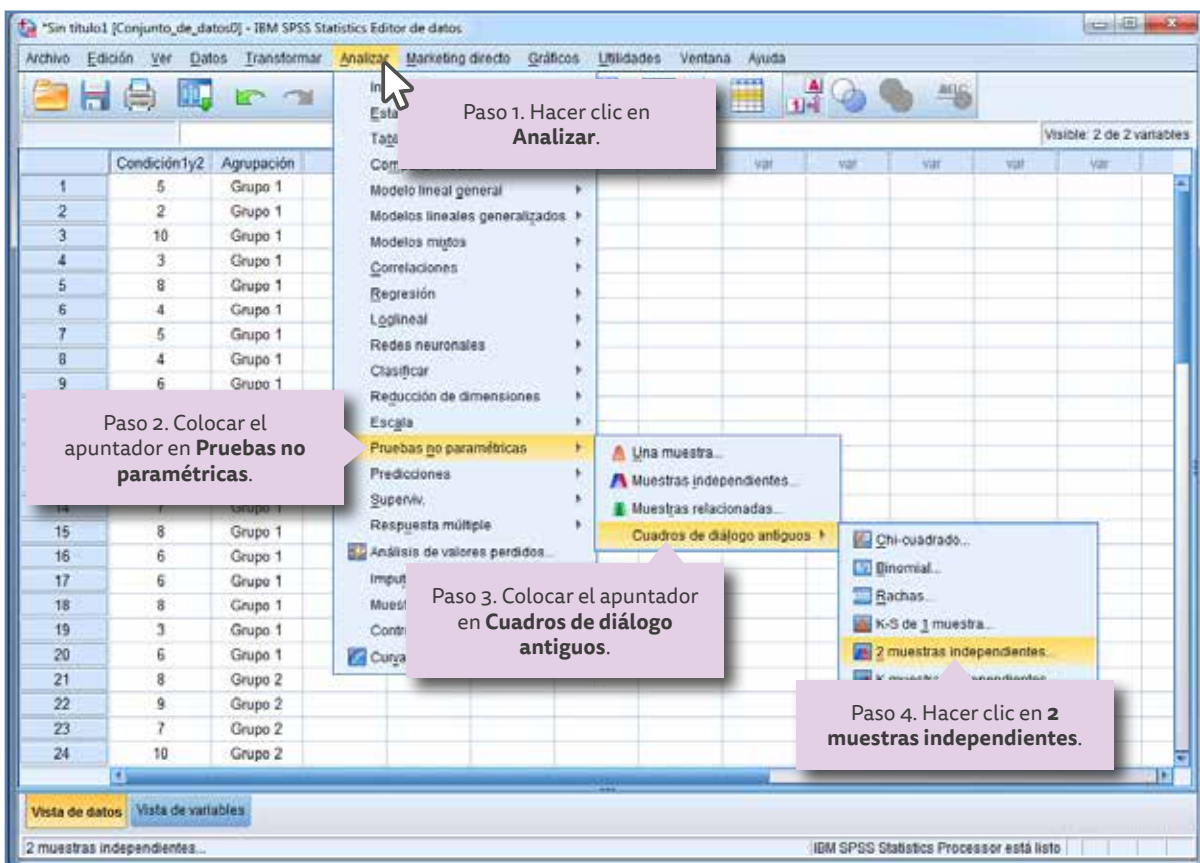 *Sin título1 [Conjunto_de_datos0] - IBM SPSS Statistics Editor de datos
Archivo Edición Ver Datos Transformar Analizar Marketing directo Gráficos Utilidades Ventana Ayuda
Paso 1. Hacer clic en
Analizar.
Visible: 2 de 2 variables
Condición1y2 Agrupación var var var var var
1 5 Grupo 1
2 2 Grupo 1
3 10 Grupo 1
4 3 Grupo 1
5 8 Grupo 1
6 4 Grupo 1
7 5 Grupo 1
8 4 Grupo 1
9 6 Grupo 1
14 7 Grupo 1
15 8 Grupo 1
16 6 Grupo 1
17 6 Grupo 1
18 8 Grupo 1
19 3 Grupo 1
20 6 Grupo 1
21 8 Grupo 2
22 9 Grupo 2
23 7 Grupo 2
24 10 Grupo 2
Modelo lineal general
Modelos lineales generalizados
Modelos mixtos
Correlaciones
Regresión
Loglineal
Redes neuronales
Clasificar
Reducción de dimensiones
Escala
Pruebas no paramétricas
Predicciones
Superviv.
Respuesta múltiple
Análisis de valores perdidos...
Paso 2. Colocar el
apuntador en Pruebas no
paramétricas.
Una muestra...
Muestras independientes...
Muestras relacionadas...
Cuadros de diálogo antiguos
Paso 3. Colocar el apuntador
en Cuadros de diálogo
antiguos.
Chi-cuadrado...
Binomial...
Rachas...
K-S de 1 muestra...
2 muestras independientes...
Paso 4. Hacer clic en 2
muestras independientes.
Vista de datos Vista de variables
2 muestras independientes... IBM SPSS Statistics Processor está listo